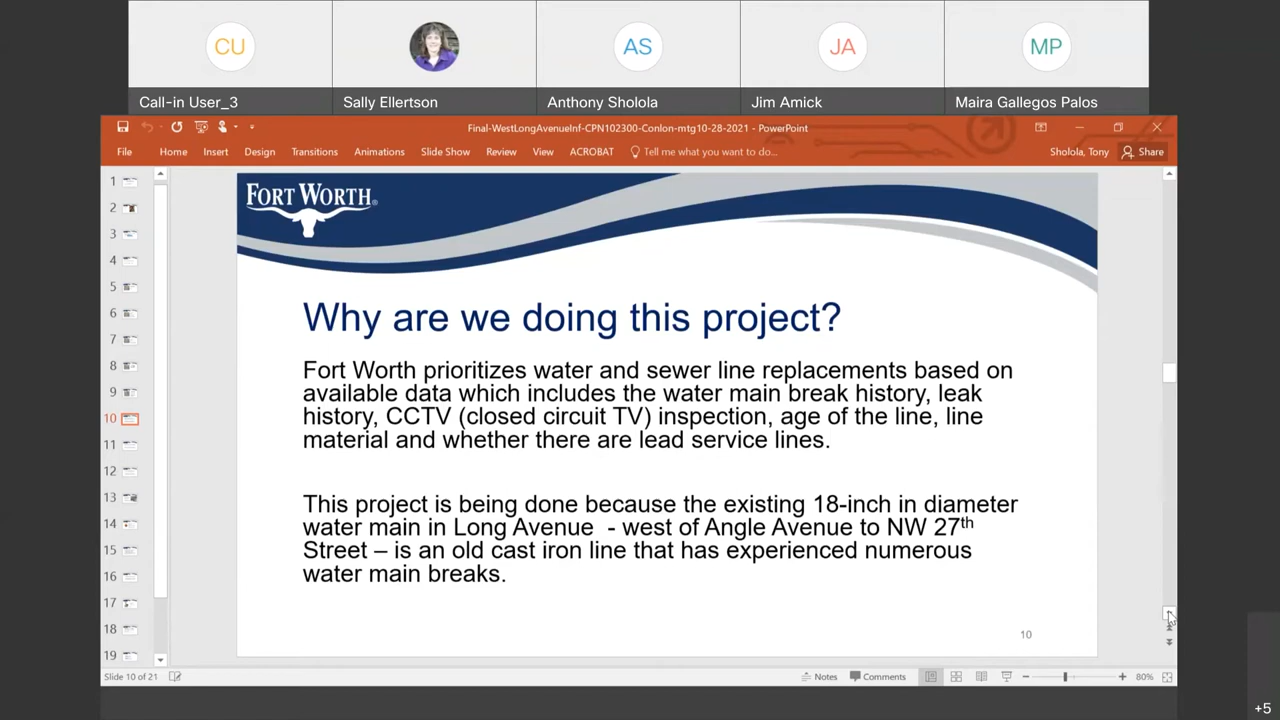 CU
AS
JA
MP
Call-in User_3
Sally Ellertson
Anthony Sholola
Jim Amick
Maira Gallegos Palos
Final-WestLongAvenueInf-CPN102300-Conlon-mtg10-28-2021 - PowerPoint
File Home Insert Design Transitions Animations Slide Show Review View ACROBAT Tell me what you want to do... Sholola, Tony Share
1
2
3
4
5
6
7
8
9
10
11
12
13
14
15
16
17
18
19
FORT WORTH®
Why are we doing this project?
Fort Worth prioritizes water and sewer line replacements based on
available data which includes the water main break history, leak
history, CCTV (closed circuit TV) inspection, age of the line, line
material and whether there are lead service lines.
This project is being done because the existing 18-inch in diameter
water main in Long Avenue - west of Angle Avenue to NW 27th
Street – is an old cast iron line that has experienced numerous
water main breaks.
10
Slide 10 of 21
Notes Comments 80%
+5